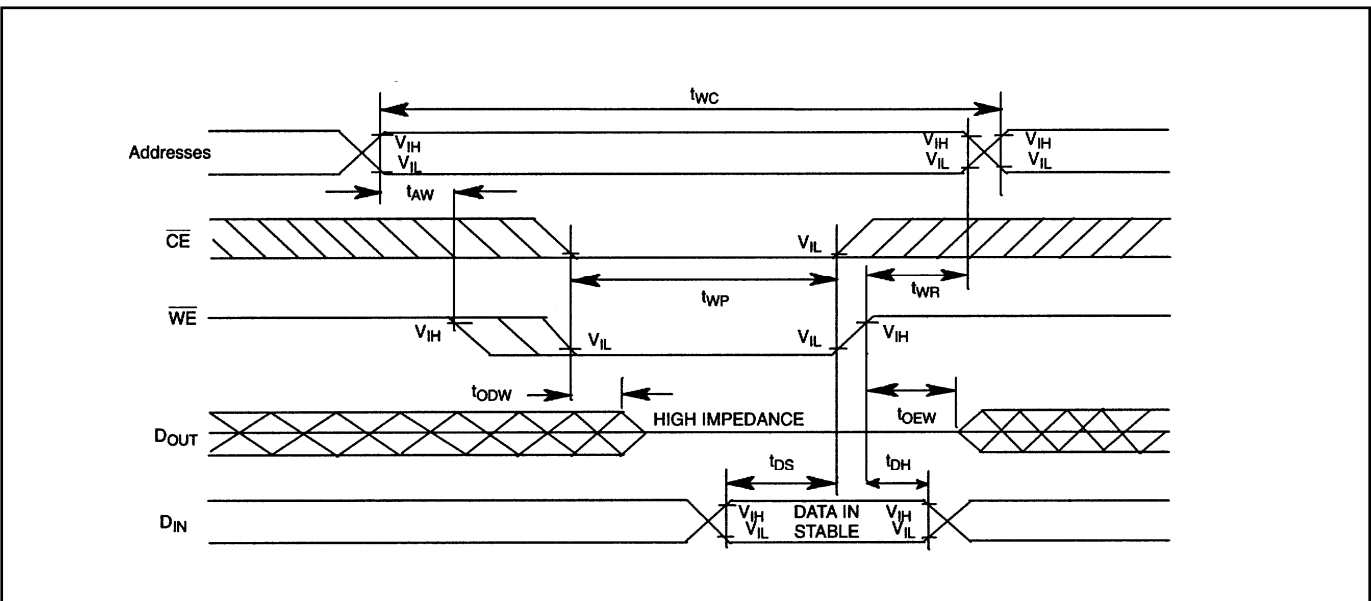 tWC
Addresses
VIH
VIL
VIH
VIL
VIH
VIL
tAW
CE
VIL
tWP
tWR
WE
VIH
VIL
VIL
VIH
tODW
tOEW
DOUT
HIGH IMPEDANCE
tDS
tDH
DIN
VIH
VIL
DATA IN
STABLE
VIH
VIL